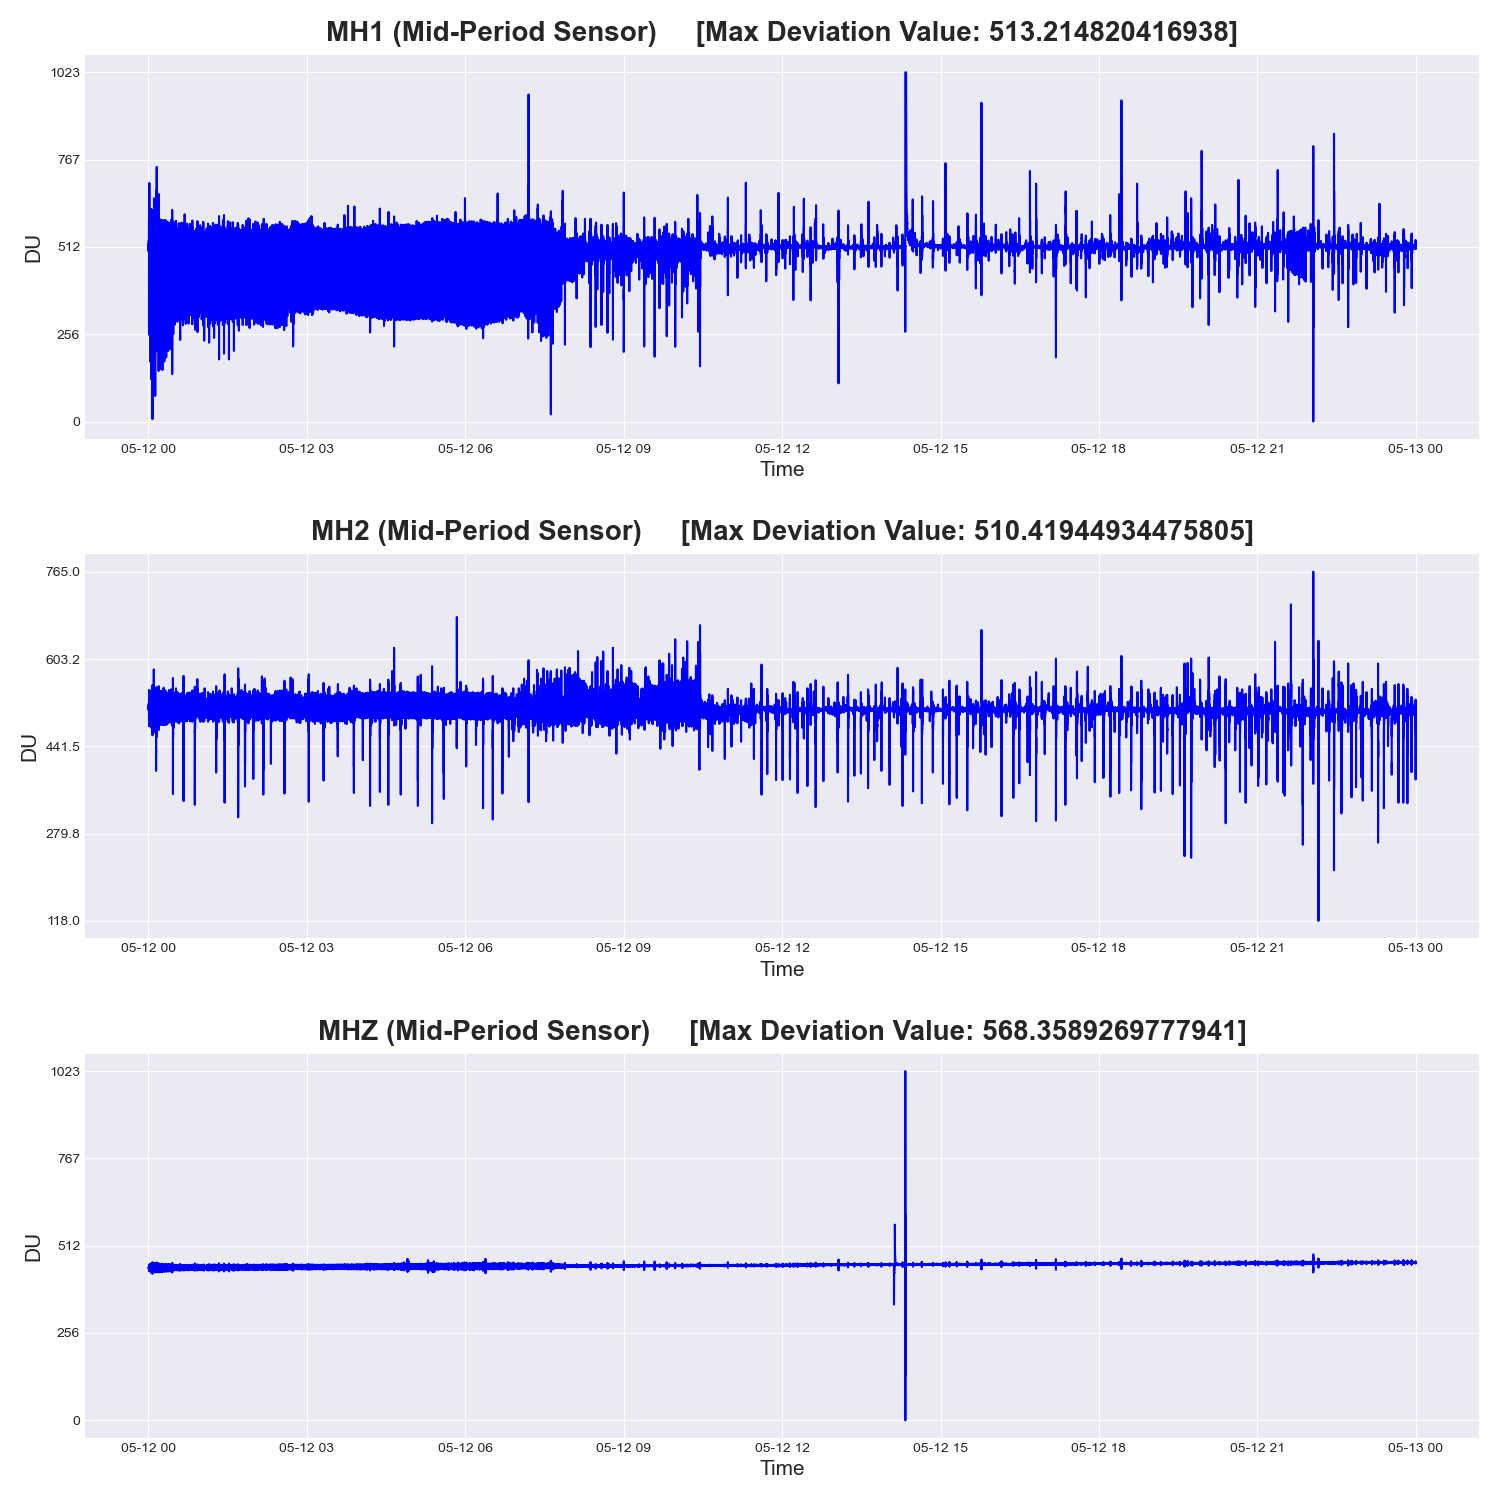 MH1 (Mid-Period Sensor) [Max Deviation Value: 513.214820416938]
1023
767
512
256
0
DU
05-12 00 05-12 03 05-12 06 05-12 09 05-12 12 05-12 15 05-12 18 05-12 21 05-13 00
Time
MH2 (Mid-Period Sensor) [Max Deviation Value: 510.41944934475805]
765.0
603.2
441.5
279.8
118.0
DU
05-12 00 05-12 03 05-12 06 05-12 09 05-12 12 05-12 15 05-12 18 05-12 21 05-13 00
Time
MHZ (Mid-Period Sensor) [Max Deviation Value: 568.3589269777941]
1023
767
512
256
0
DU
05-12 00 05-12 03 05-12 06 05-12 09 05-12 12 05-12 15 05-12 18 05-12 21 05-13 00
Time